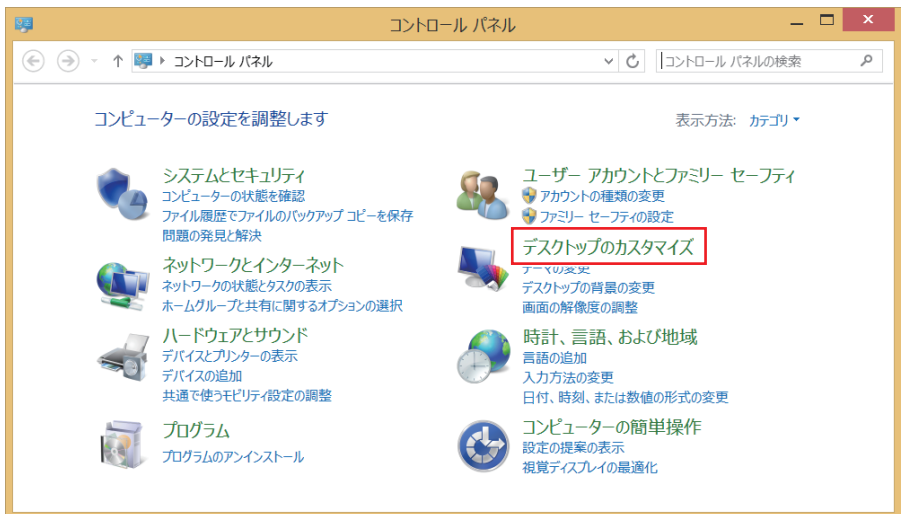 コントロール パネル
コントロール パネル
コントロール パネルの検索
コンピューターの設定を調整します
表示方法: カテゴリ
システムとセキュリティ
コンピューターの状態を確認
ファイル履歴でファイルのバックアップ コピーを保存
問題の発見と解決
ネットワークとインターネット
ネットワークの状態とタスクの表示
ホームグループと共有に関するオプションの選択
ハードウェアとサウンド
デバイスとプリンターの表示
デバイスの追加
共通で使うモビリティ設定の調整
プログラム
プログラムのアンインストール
ユーザー アカウントとファミリー セーフティ
アカウントの種類の変更
ファミリー セーフティの設定
デスクトップのカスタマイズ
テーマの変更
デスクトップの背景の変更
画面の解像度の調整
時計、言語、および地域
言語の追加
入力方法の変更
日付、時刻、または数値の形式の変更
コンピューターの簡単操作
設定の提案の表示
視覚ディスプレイの最適化